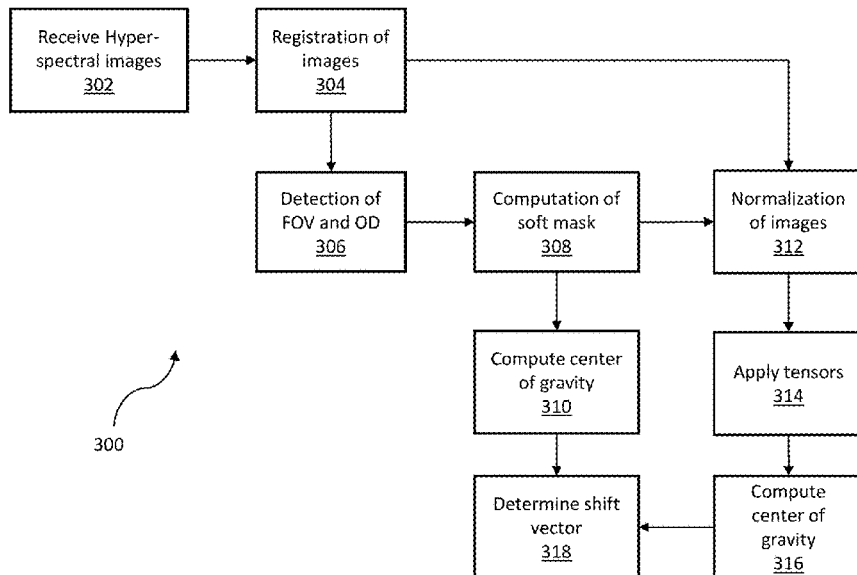 Receive Hyper-
spectral images
302
Registration of
images
304
Detection of
FOV and OD
306
Computation of
soft mask
308
Normalization
of images
312
Compute center
of gravity
310
Apply tensors
314
300
Determine shift
vector
318
Compute
center of
gravity
316